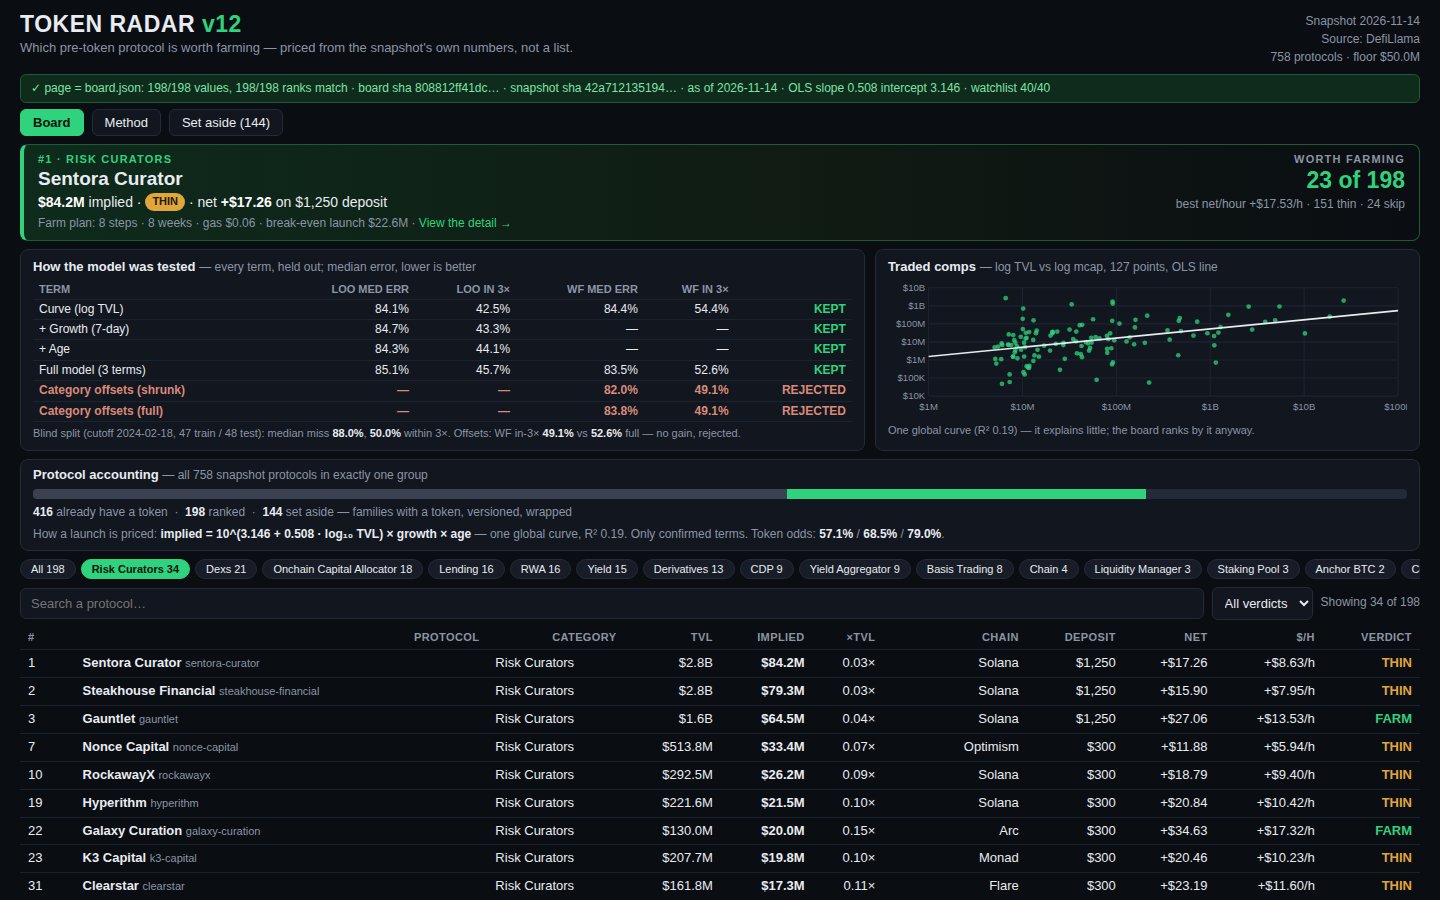 TOKEN RADAR v12
Which pre-token protocol is worth farming — priced from the snapshot's own numbers, not a list.
Snapshot 2026-11-14
Source: DefiLlama
758 protocols · floor $50.0M
✓ page = board.json: 198/198 values, 198/198 ranks match · board sha 808812ff41dc… · snapshot sha 42a712135194… · as of 2026-11-14 · OLS slope 0.508 intercept 3.146 · watchlist 40/40
Board Method Set aside (144)
#1 · RISK CURATORS
Sentora Curator
$84.2M implied · THIN · net +$17.26 on $1,250 deposit
Farm plan: 8 steps · 8 weeks · gas $0.06 · break-even launch $22.6M · View the detail →
WORTH FARMING
23 of 198
best net/hour +$17.53/h · 151 thin · 24 skip
How the model was tested — every term, held out; median error, lower is better
TERM LOO MED ERR LOO IN 3× WF MED ERR WF IN 3×
Curve (log TVL) 84.1% 42.5% 84.4% 54.4% KEPT
+ Growth (7-day) 84.7% 43.3% — — KEPT
+ Age 84.3% 44.1% — — KEPT
Full model (3 terms) 85.1% 45.7% 83.5% 52.6% KEPT
Category offsets (shrunk) — — 82.0% 49.1% REJECTED
Category offsets (full) — — 83.8% 49.1% REJECTED
Blind split (cutoff 2024-02-18, 47 train / 48 test): median miss 88.0%, 50.0% within 3×. Offsets: WF in-3× 49.1% vs 52.6% full — no gain, rejected.
Traded comps — log TVL vs log mcap, 127 points, OLS line
$10B
$1B
$100M
$10M
$1M
$100K
$10K
$1M $10M $100M $1B $10B $100
One global curve (R² 0.19) — it explains little; the board ranks by it anyway.
Protocol accounting — all 758 snapshot protocols in exactly one group
416 already have a token · 198 ranked · 144 set aside — families with a token, versioned, wrapped
How a launch is priced: implied = 10^(3.146 + 0.508 · log₁₀ TVL) × growth × age — one global curve, R² 0.19. Only confirmed terms. Token odds: 57.1% / 68.5% / 79.0%.
All 198 Risk Curators 34 Dexs 21 Onchain Capital Allocator 18 Lending 16 RWA 16 Yield 15 Derivatives 13 CDP 9 Yield Aggregator 9 Basis Trading 8 Chain 4 Liquidity Manager 3 Staking Pool 3 Anchor BTC 2 C
Search a protocol… All verdicts Showing 34 of 198
# PROTOCOL CATEGORY TVL IMPLIED ×TVL CHAIN DEPOSIT NET $/H VERDICT
1 Sentora Curator sentora-curator Risk Curators $2.8B $84.2M 0.03× Solana $1,250 +$17.26 +$8.63/h THIN
2 Steakhouse Financial steakhouse-financial Risk Curators $2.8B $79.3M 0.03× Solana $1,250 +$15.90 +$7.95/h THIN
3 Gauntlet gauntlet Risk Curators $1.6B $64.5M 0.04× Solana $1,250 +$27.06 +$13.53/h FARM
7 Nonce Capital nonce-capital Risk Curators $513.8M $33.4M 0.07× Optimism $300 +$11.88 +$5.94/h THIN
10 RockawayX rockawayx Risk Curators $292.5M $26.2M 0.09× Solana $300 +$18.79 +$9.40/h THIN
19 Hyperithm hyperithm Risk Curators $221.6M $21.5M 0.10× Solana $300 +$20.84 +$10.42/h THIN
22 Galaxy Curation galaxy-curation Risk Curators $130.0M $20.0M 0.15× Arc $300 +$34.63 +$17.32/h FARM
23 K3 Capital k3-capital Risk Curators $207.7M $19.8M 0.10× Monad $300 +$20.46 +$10.23/h THIN
31 Clearstar clearstar Risk Curators $161.8M $17.3M 0.11× Flare $300 +$23.19 +$11.60/h THIN